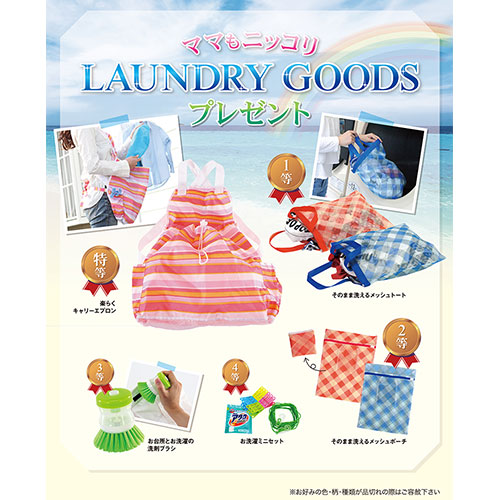 ママもニッコリ
LAUNDRY GOODS
プレゼント
特等
楽らく
キャリーエプロン
1等
そのまま洗えるメッシュトート
2等
そのまま洗えるメッシュポーチ
3等
お台所とお洗濯の
洗剤ブラシ
4等
アタック
お洗濯ミニセット
※お好みの色・柄・種類が品切れの際はご容赦下さい